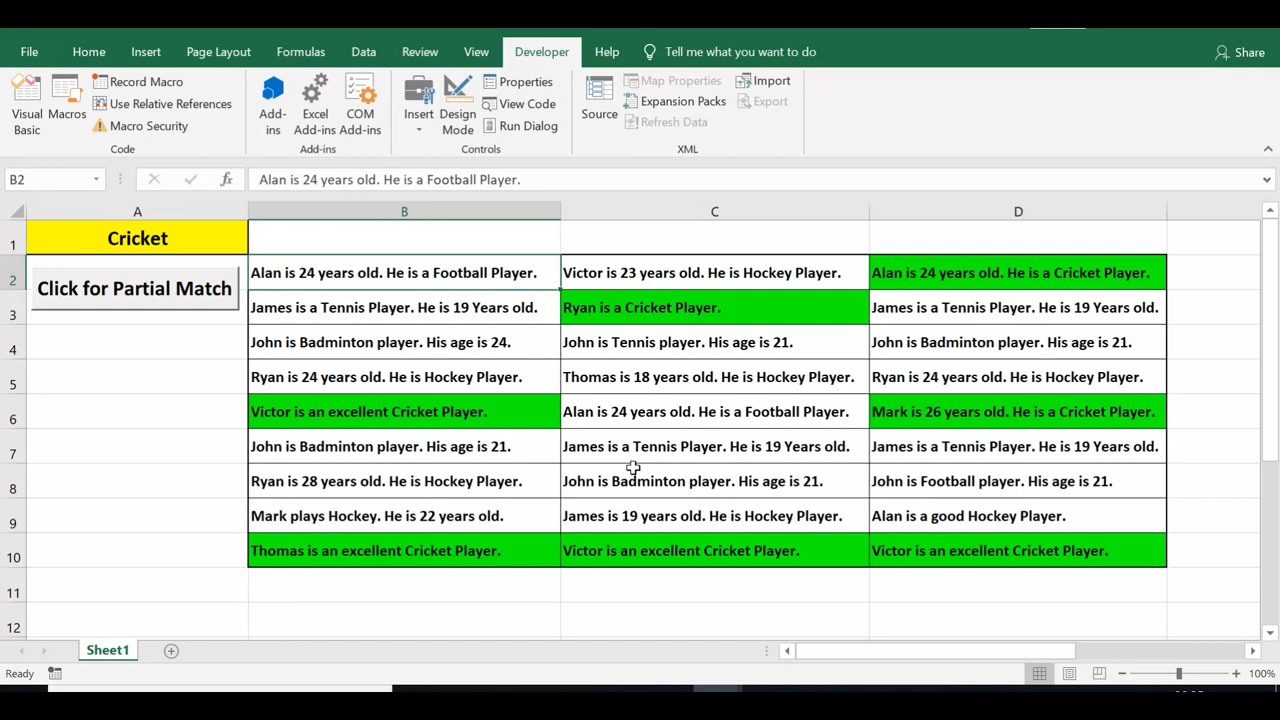 File Home Insert Page Layout Formulas Data Review View Developer Help Tell me what you want to do Share
Visual Basic
Macros
Record Macro
Use Relative References
Macro Security
Code
Add-ins
Excel Add-ins
COM Add-ins
Add-ins
Insert
Design Mode
Properties
View Code
Run Dialog
Controls
Source
Map Properties
Expansion Packs
Refresh Data
Import
Export
XML
B2 fx Alan is 24 years old. He is a Football Player.
A B C D
1 Cricket
2 Click for Partial Match Alan is 24 years old. He is a Football Player. Victor is 23 years old. He is Hockey Player. Alan is 24 years old. He is a Cricket Player.
3 James is a Tennis Player. He is 19 Years old. Ryan is a Cricket Player. James is a Tennis Player. He is 19 Years old.
4 John is Badminton player. His age is 24. John is Tennis player. His age is 21. John is Badminton player. His age is 21.
5 Ryan is 24 years old. He is Hockey Player. Thomas is 18 years old. He is Hockey Player. Ryan is 24 years old. He is Hockey Player.
6 Victor is an excellent Cricket Player. Alan is 24 years old. He is a Football Player. Mark is 26 years old. He is a Cricket Player.
7 John is Badminton player. His age is 21. James is a Tennis Player. He is 19 Years old. James is a Tennis Player. He is 19 Years old.
8 Ryan is 28 years old. He is Hockey Player. John is Badminton player. His age is 21. John is Football player. His age is 21.
9 Mark plays Hockey. He is 22 years old. James is 19 years old. He is Hockey Player. Alan is a good Hockey Player.
10 Thomas is an excellent Cricket Player. Victor is an excellent Cricket Player. Victor is an excellent Cricket Player.
11
12
Sheet1
Ready 100%